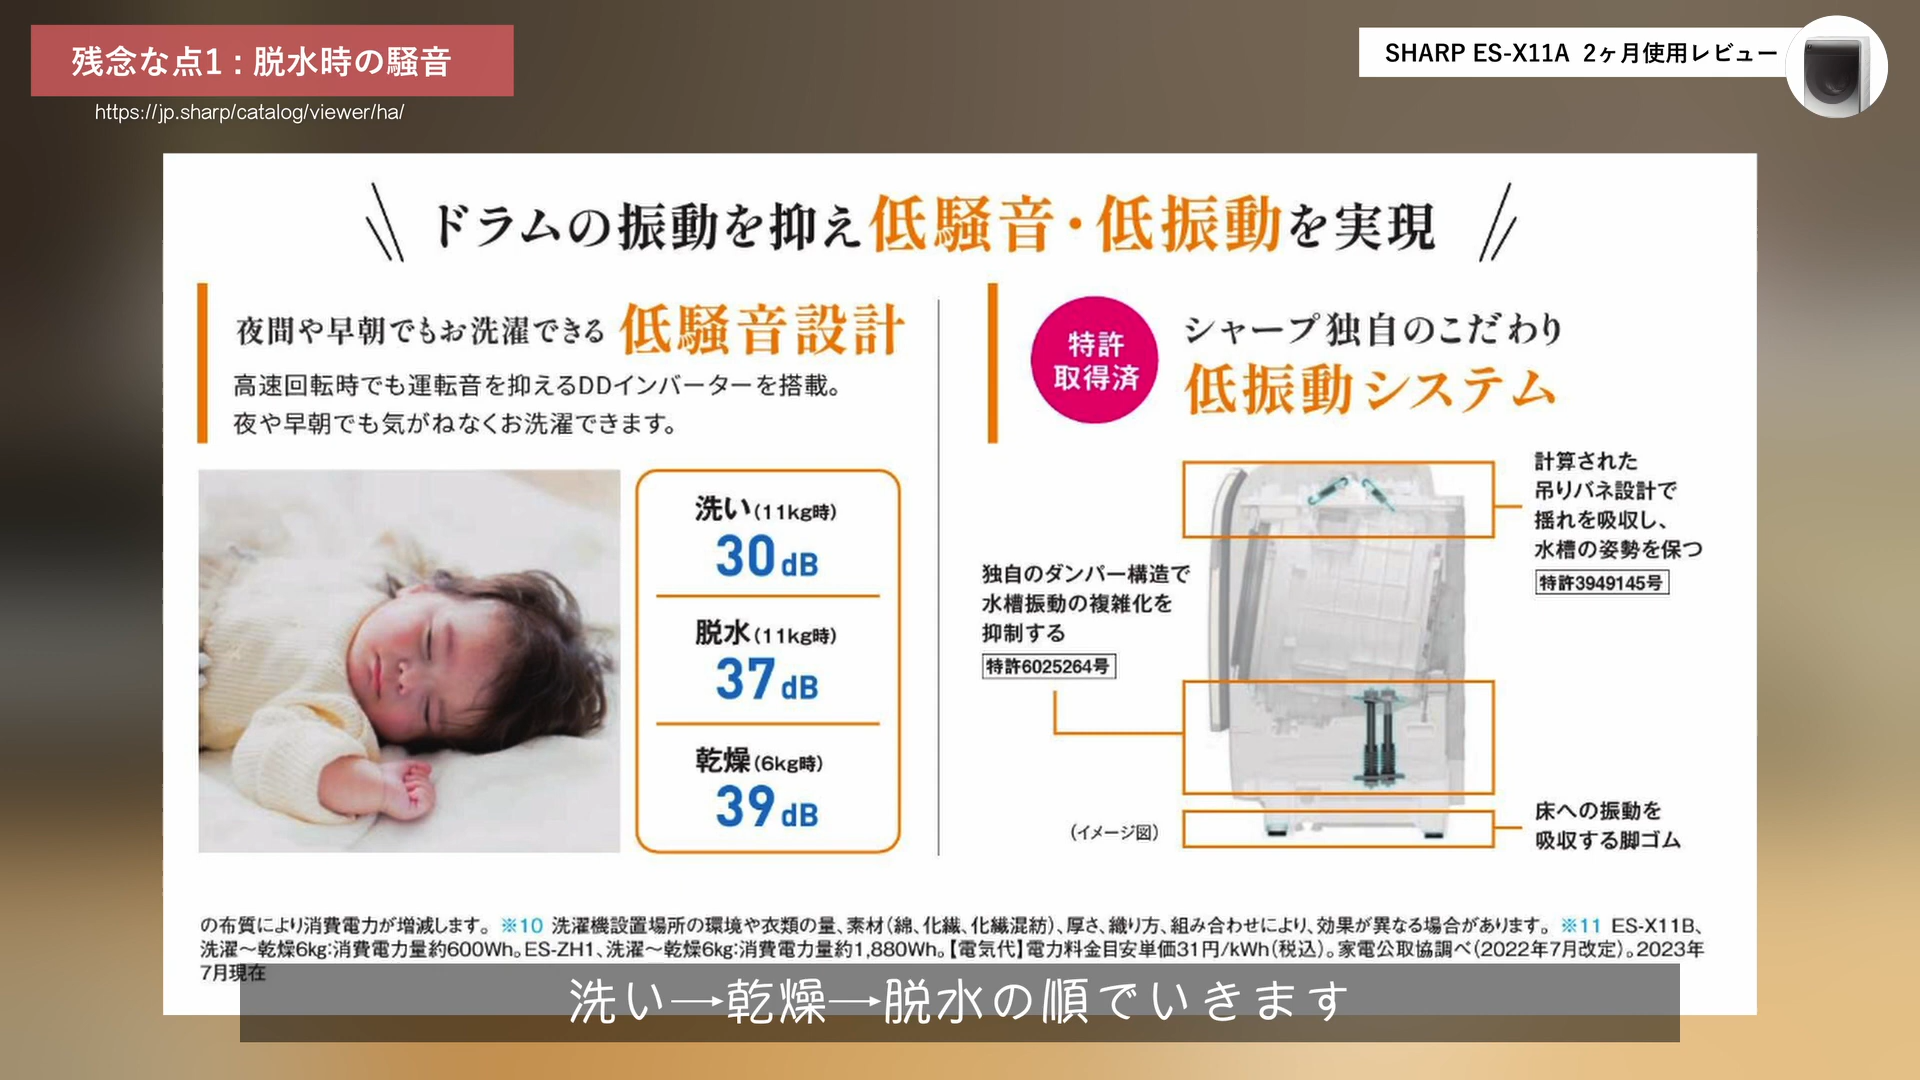 残念な点1：脱水時の騒音
https://jp.sharp/catalog/viewer/ha/
SHARP ES-X11A 2ヶ月使用レビュー
ドラムの振動を抑え低騒音・低振動を実現
夜間や早朝でもお洗濯できる 低騒音設計
高速回転時でも運転音を抑えるDDインバーターを搭載。
夜や早朝でも気がねなくお洗濯できます。
洗い(11kg時)
30dB
脱水(11kg時)
37dB
乾燥(6kg時)
39dB
特許
取得済
シャープ独自のこだわり
低振動システム
計算された
吊りバネ設計で
揺れを吸収し、
水槽の姿勢を保つ
特許3949145号
独自のダンパー構造で
水槽振動の複雑化を
抑制する
特許6025264号
床への振動を
吸収する脚ゴム
(イメージ図)
の布質により消費電力が増減します。 ※10 洗濯機設置場所の環境や衣類の量、素材(綿、化繊、化繊混紡)、厚さ、織り方、組み合わせにより、効果が異なる場合があります。 ※11 ES-X11B、
洗濯～乾燥6kg:消費電力量約600Wh。ES-ZH1、洗濯～乾燥6kg:消費電力量約1,880Wh。【電気代】電力料金目安単価31円/kWh(税込)。家電公取協調べ(2022年7月改定)。2023年
7月現在
洗い→乾燥→脱水の順でいきます